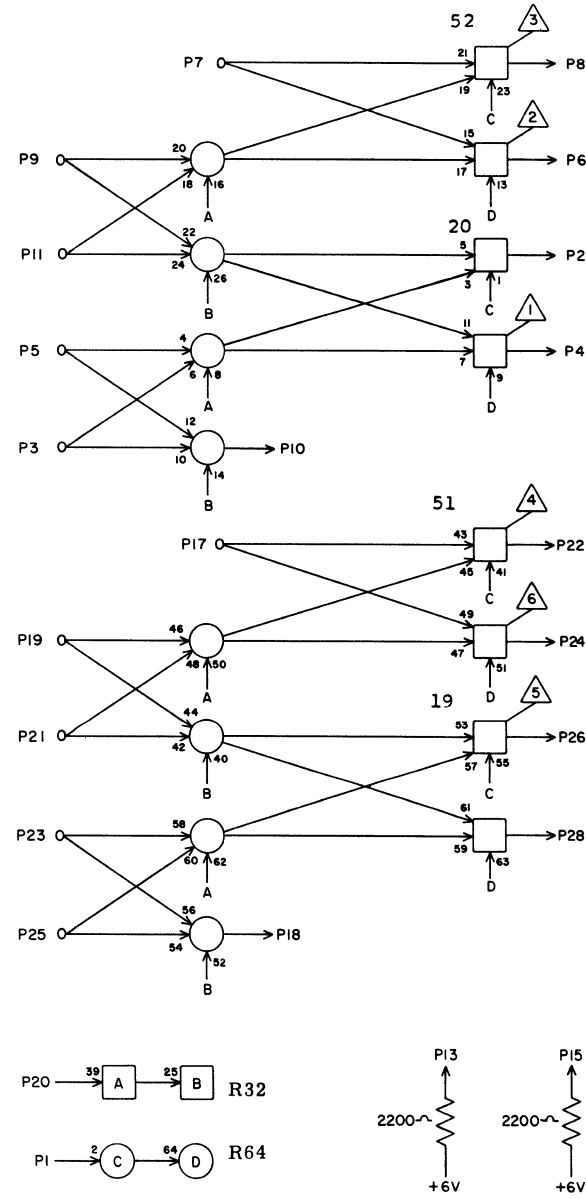 52 3
P7 21 P8
19 23
C
2
15
P9 20 17 P6
18 16 13
A D
22 20
P11 24 5 P2
26 3 1
B C
1
11
P5 4 7 P4
6 8 9
A D
12
P3 10 P10
14
B
51 4
P17 43 P22
45 41
C
6
49
P19 46 47 P24
48 50 51
A D
44 19 5
P21 42 53 P26
40 57 55
B C
61
P23 58 59 P28
60 62 63
A D
56
P25 54 P18
52
B
P20 39 A 25 B R32
P1 2 C 64 D R64
P13 P15
2200 2200
+6V +6V